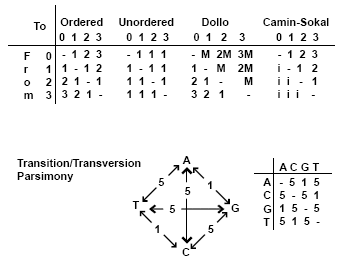 To Ordered Unordered Dollo Camin-Sokal
0 1 2 3 0 1 2 3 0 1 2 3 0 1 2 3
F 0 - 1 2 3 - 1 1 1 - M 2M 3M - 1 2 3
r 1 1 - 1 2 1 - 1 1 1 - M 2M i - 1 2
o 2 2 1 - 1 1 1 - 1 2 1 - M i i - 1
m 3 3 2 1 - 1 1 1 - 3 2 1 - i i i -
Transition/Transversion
Parsimony
A
5 5 1
T 5 G
1 5
C
A C G T
A - 5 1 5
C 5 - 5 1
G 1 5 - 5
T 5 1 5 -